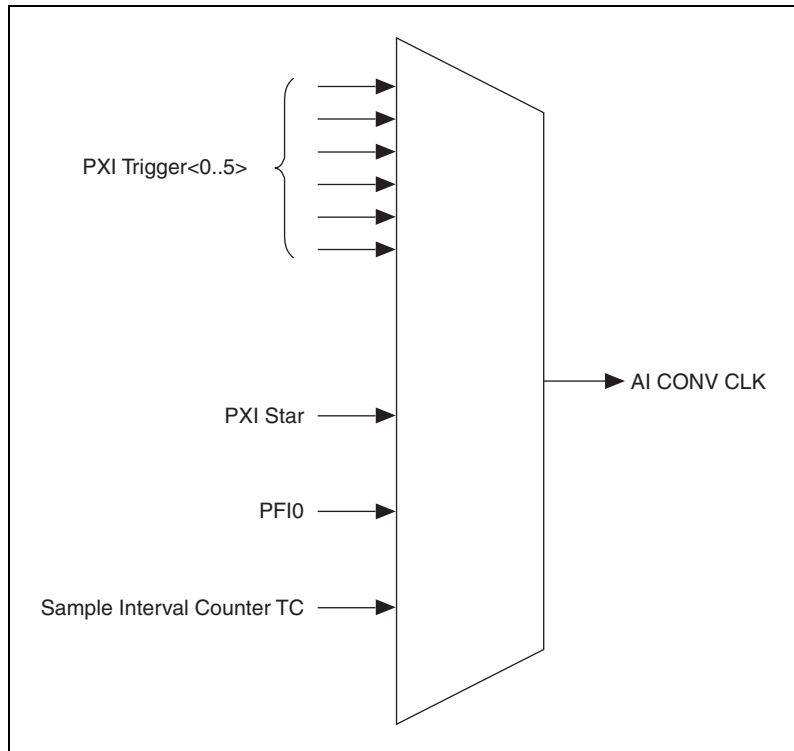 PXI Trigger<0..5>
AI CONV CLK
PXI Star
PFI0
Sample Interval Counter TC